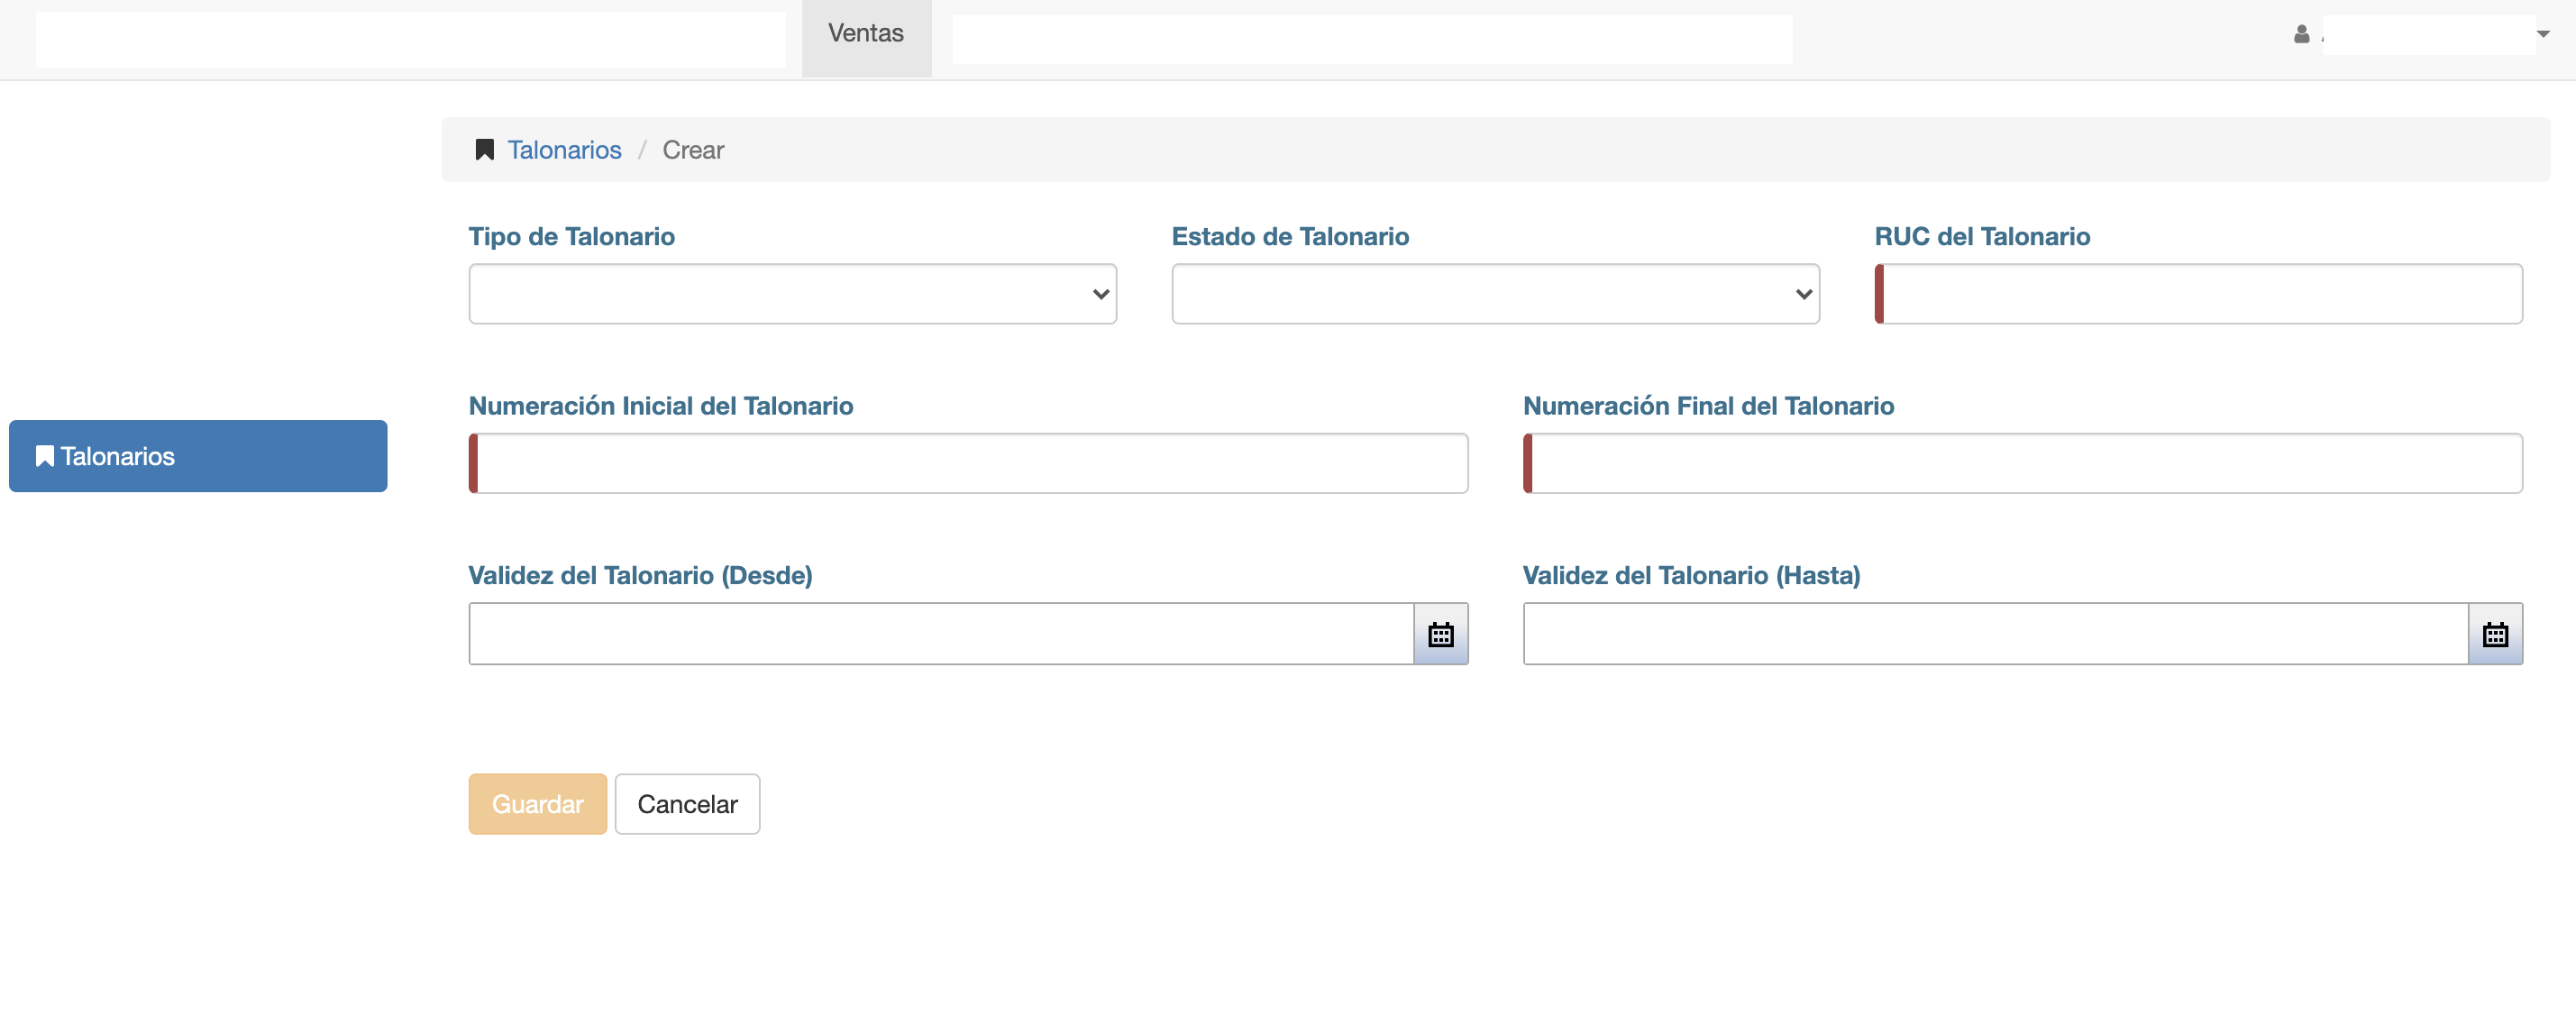 Ventas
Talonarios / Crear
Tipo de Talonario
Estado de Talonario
RUC del Talonario
Numeración Inicial del Talonario
Numeración Final del Talonario
Talonarios
Validez del Talonario (Desde)
Validez del Talonario (Hasta)
Guardar
Cancelar